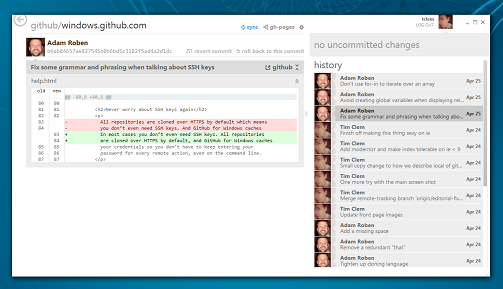 github/windows.github.com
sync
gh-pages
tclem
LOG OUT
Adam Roben
revert commit
roll back to this commit
Fix some grammar and phrasing when talking about SSH keys
github
help.html
old new
@@ -80,8 +80,8 @@
80 80
81 81 <h2>Never worry about SSH keys again</h2>
82 82 <p>
83 - All repositories are cloned over HTTPS by default which means
84 - you don't even need SSH keys. And GitHub for Windows caches
83 + In most cases you don't even need SSH keys. All repositories
84 + are cloned over HTTPS by default, and GitHub for Windows caches
85 85 your credentials so you don't have to keep entering your
86 86 password for every remote action, even on the command line.
87 87 </p>
no uncommitted changes
history
Adam Roben
Don't use for-in to iterate over an array
Apr 25
Adam Roben
Avoid creating global variables when displaying rel...
Apr 25
Adam Roben
Fix some grammar and phrasing when talking abo...
Apr 25
Tim Clem
Finish off making this thing sexy on ie
Apr 24
Tim Clem
Add modernizr and make index tolerable on ie < 9
Apr 24
Tim Clem
Small copy change to how we describe local of git...
Apr 24
Tim Clem
One more try with the main screen shot
Apr 24
Tim Clem
Merge remote-tracking branch 'origin/editorial-flu...
Apr 24
Tim Clem
Update front page images
Apr 24
Adam Roben
Add a missing space
Apr 24
Adam Roben
Remove a redundant "that"
Apr 24
Adam Roben
Tighten up cloning language
Apr 24